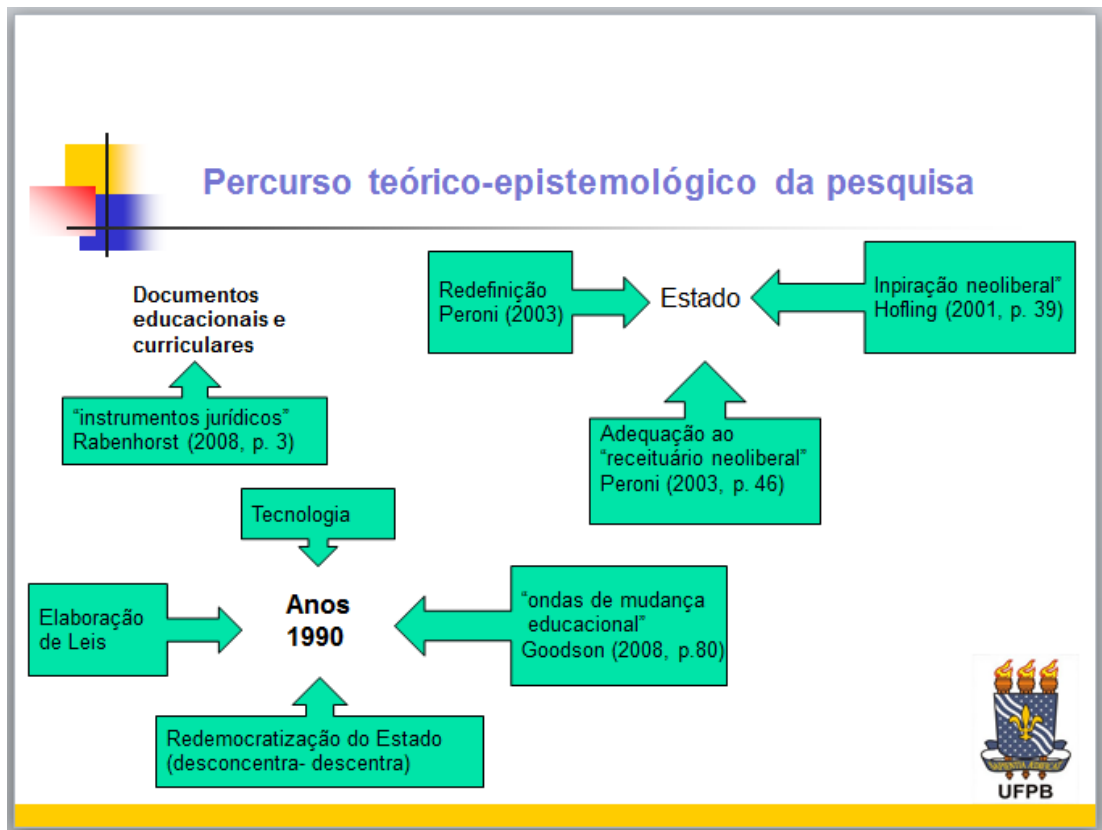 Percurso teórico-epistemológico da pesquisa
Documentos
educacionais e
curriculares
"instrumentos jurídicos"
Rabenhorst (2008, p. 3)
Redefinição
Peroni (2003)
Estado
Inpiração neoliberal"
Hofling (2001, p. 39)
Adequação ao
"receituário neoliberal"
Peroni (2003, p. 46)
Tecnologia
Elaboração
de Leis
Anos
1990
"ondas de mudança
educacional"
Goodson (2008, p.80)
Redemocratização do Estado
(desconcentra- descentra)
SAPIENTIA ÆDIFICAT
UFPB